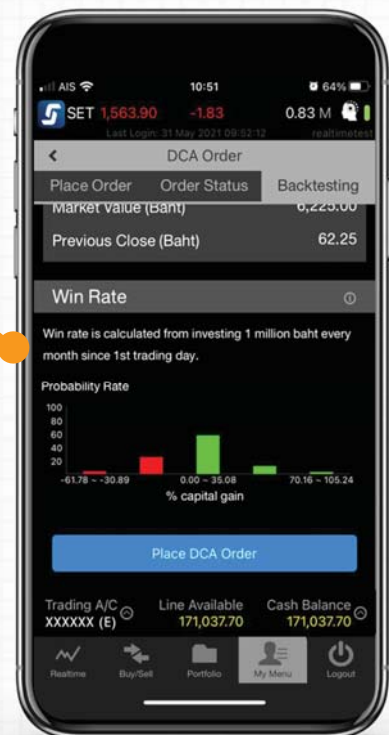 AIS
10:51
64%
SET 1,563.90 -1.83 0.83 M
Last Login: 31 May 2021 09:52:12 realtimetest
DCA Order
Place Order Order Status Backtesting
Market Value (Baht) 6,225.00
Previous Close (Baht) 62.25
Win Rate
Win rate is calculated from investing 1 million baht every
month since 1st trading day.
Probability Rate
100
80
60
40
20
-61.78 ~ -30.89 0.00 ~ 35.08 70.16 ~ 105.24
% capital gain
Place DCA Order
Trading A/C Line Available Cash Balance
XXXXXX (E) 171,037.70 171,037.70
Realtime Buy/Sell Portfolio My Menu Logout